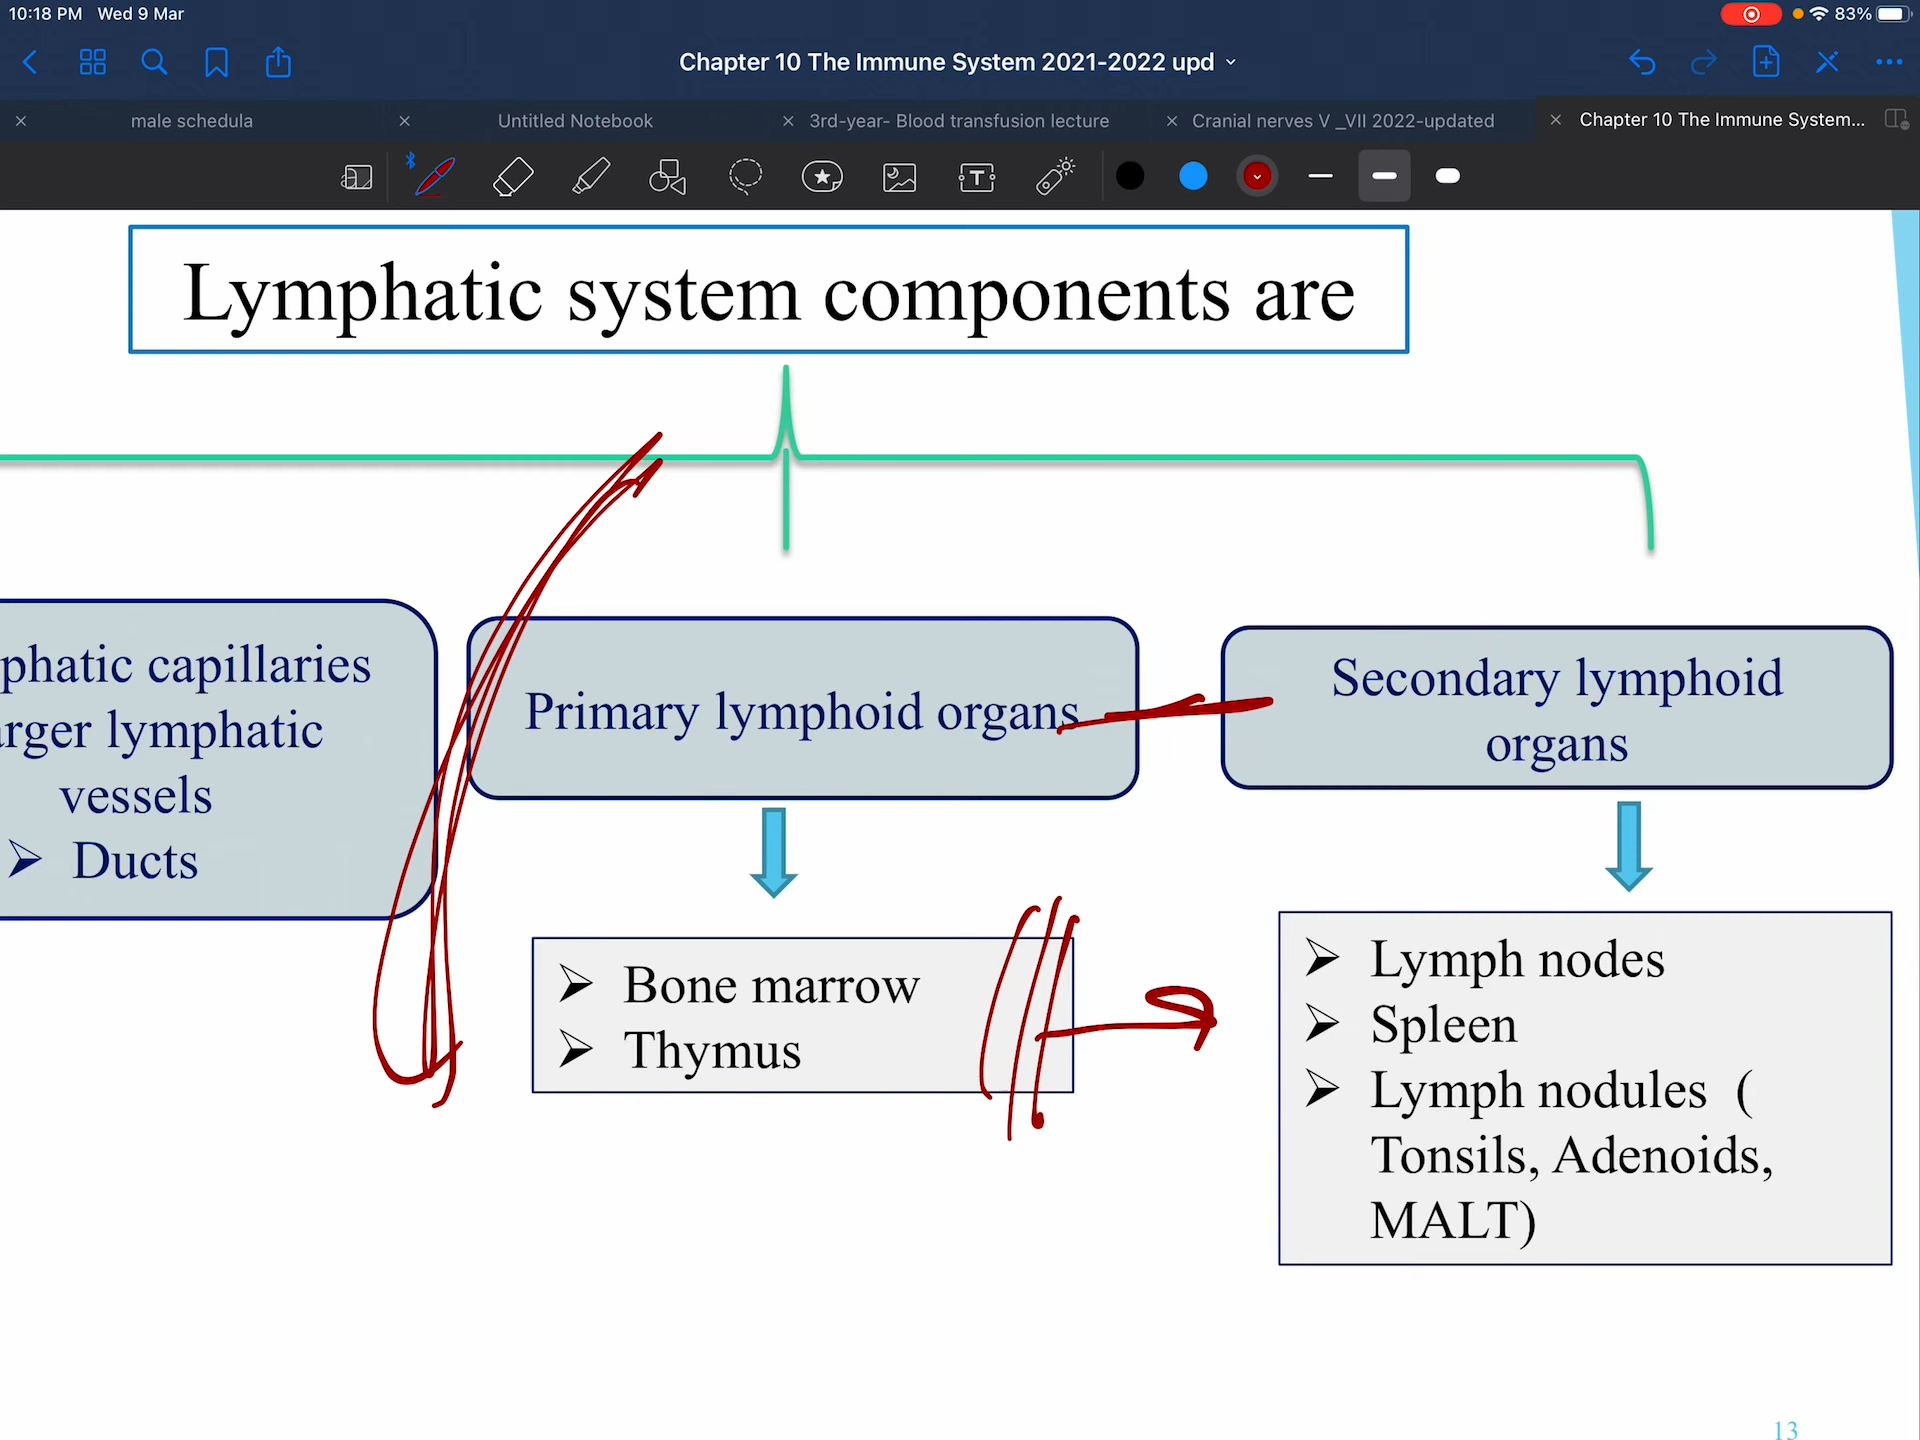 10:18 PM Wed 9 Mar 83%
Chapter 10 The Immune System 2021-2022 upd
male schedula Untitled Notebook 3rd-year- Blood transfusion lecture Cranial nerves V _VII 2022-updated Chapter 10 The Immune System...
Lymphatic system components are
phatic capillaries
arger lymphatic
vessels
➢ Ducts
Primary lymphoid organs
Secondary lymphoid
organs
➢ Bone marrow
➢ Thymus
➢ Lymph nodes
➢ Spleen
➢ Lymph nodules (
Tonsils, Adenoids,
MALT)
13